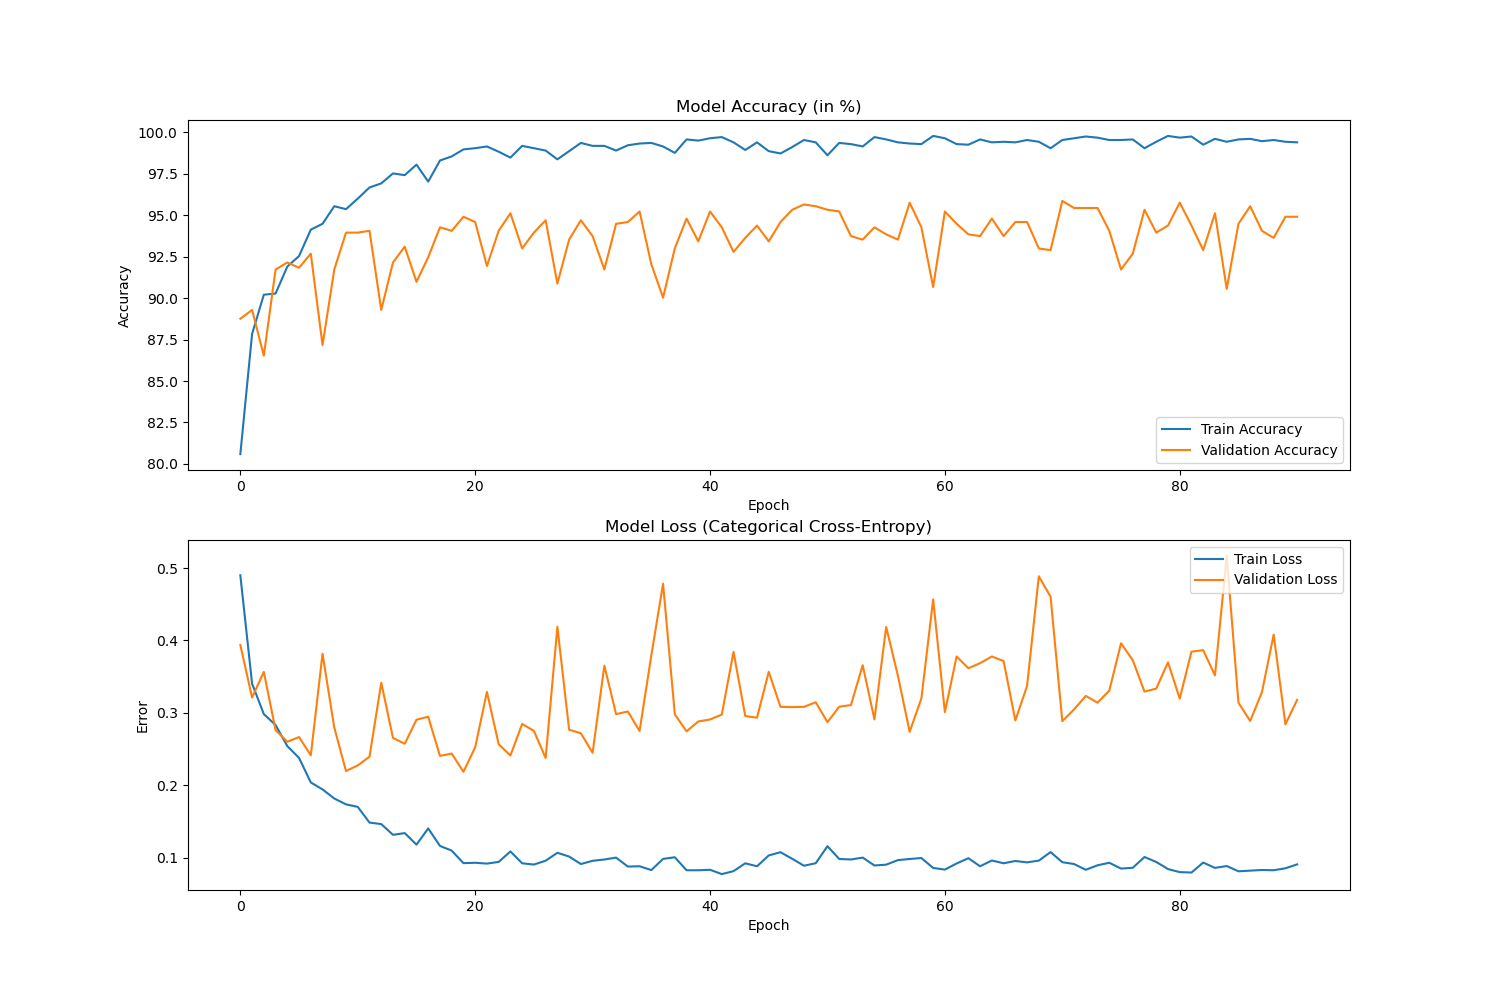 Model Accuracy (in %)
100.0
97.5
95.0
92.5
90.0
87.5
85.0
82.5
80.0
Accuracy
Train Accuracy
Validation Accuracy
0 20 40 60 80
Epoch
Model Loss (Categorical Cross-Entropy)
0.5
0.4
0.3
0.2
0.1
Error
Train Loss
Validation Loss
0 20 40 60 80
Epoch